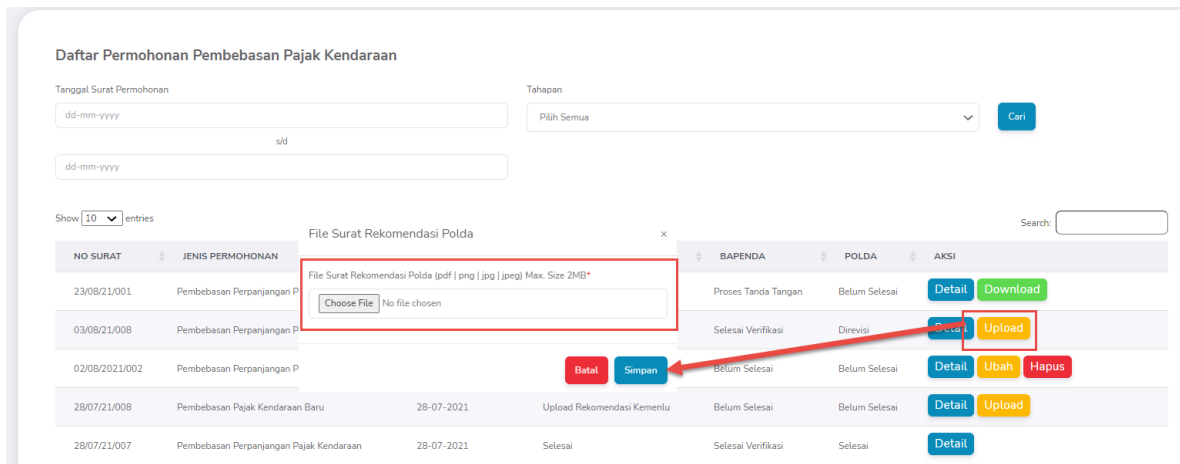 Daftar Permohonan Pembebasan Pajak Kendaraan
Tanggal Surat Permohonan
Tahapan
dd-mm-yyyy
Pilih Semua
Cari
s/d
dd-mm-yyyy
Show 10 entries
Search:
File Surat Rekomendasi Polda ×
NO SURAT JENIS PERMOHONAN BAPENDA POLDA AKSI
File Surat Rekomendasi Polda (pdf | png | jpg | jpeg) Max. Size 2MB*
Choose File No file chosen
23/08/21/001 Pembebasan Perpanjangan P Proses Tanda Tangan Belum Selesai Detail Download
03/08/21/008 Pembebasan Perpanjangan P Selesai Verifikasi Direvisi Detail Upload
Batal Simpan
02/08/2021/002 Pembebasan Perpanjangan P Belum Selesai Belum Selesai Detail Ubah Hapus
28/07/21/008 Pembebasan Pajak Kendaraan Baru 28-07-2021 Upload Rekomendasi Kemenlu Belum Selesai Belum Selesai Detail Upload
28/07/21/007 Pembebasan Perpanjangan Pajak Kendaraan 28-07-2021 Selesai Selesai Verifikasi Selesai Detail